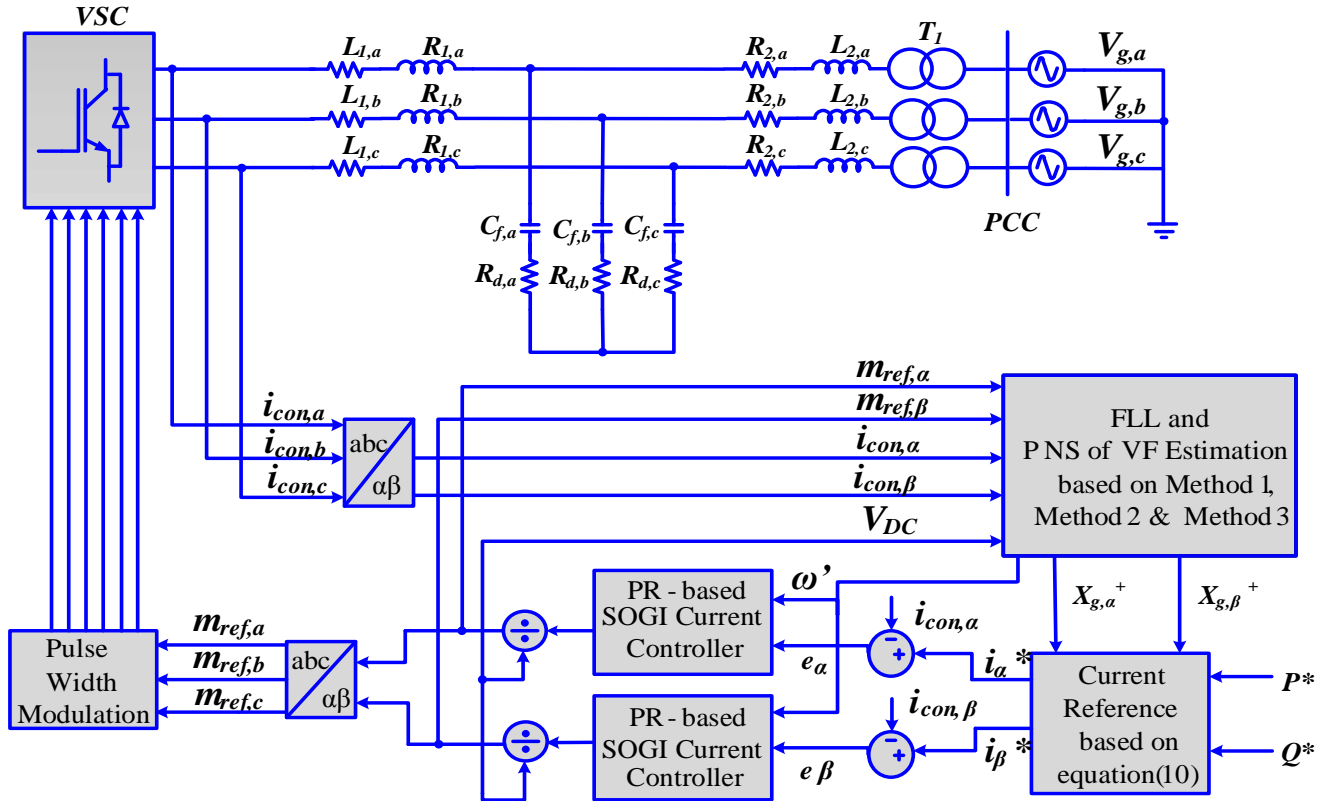 VSC
L1,a R1,a R2,a L2,a T1 Vg,a
L1,b R1,b R2,b L2,b Vg,b
L1,c R1,c R2,c L2,c Vg,c
Cf,a Cf,b Cf,c PCC
Rd,a Rd,b Rd,c
mref,α
mref,β
icon,a
icon,b
icon,c
abc
αβ
icon,α
icon,β
VDC
FLL and
P NS of VF Estimation
based on Method 1,
Method 2 & Method 3
Xg,α+ Xg,β+
ω’
PR - based
SOGI Current
Controller
÷
eα
icon,α
- +
iα*
PR - based
SOGI Current
Controller
÷
e β
icon, β
- +
iβ*
Current
Reference
based on
equation(10)
P*
Q*
abc
αβ
mref,a
mref,b
mref,c
Pulse
Width
Modulation